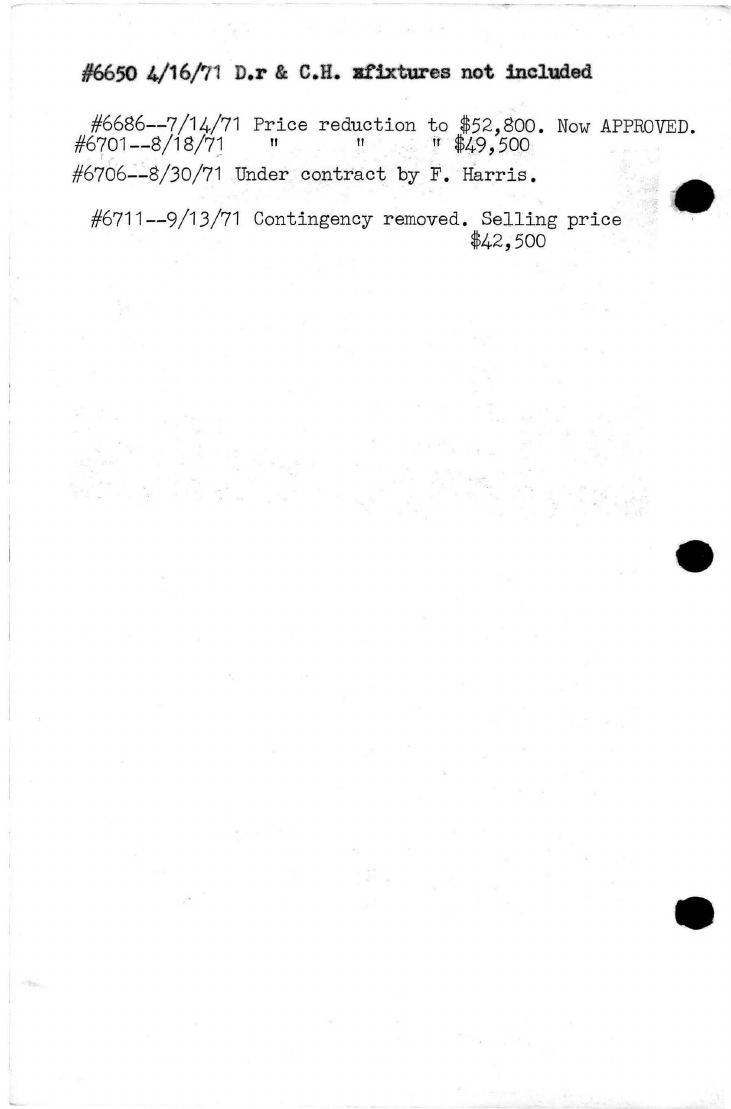 #6650 4/16/71 D.r & C.H. xfixtures not included
#6686--7/14/71 Price reduction to $52,800. Now APPROVED.
#6701--8/18/71 " " " $49,500
#6706--8/30/71 Under contract by F. Harris.
#6711--9/13/71 Contingency removed. Selling price
$42,500